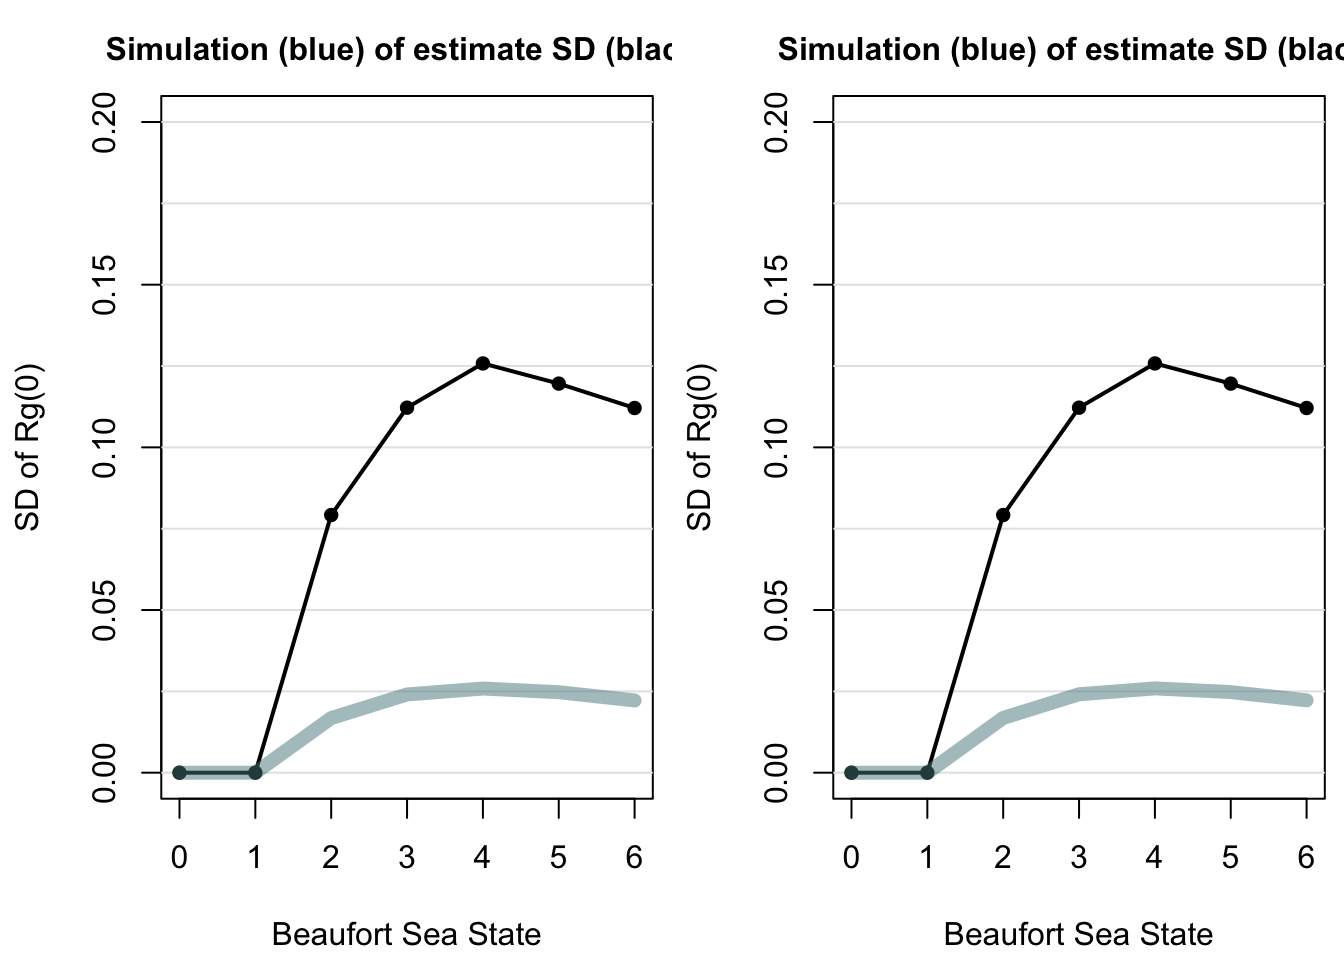 Simulation (blue) of estimate SD (blac
0.20
0.15
0.10
0.05
0.00
SD of Rg(0)
0 1 2 3 4 5 6
Beaufort Sea State
Simulation (blue) of estimate SD (blac
0.20
0.15
0.10
0.05
0.00
SD of Rg(0)
0 1 2 3 4 5 6
Beaufort Sea State